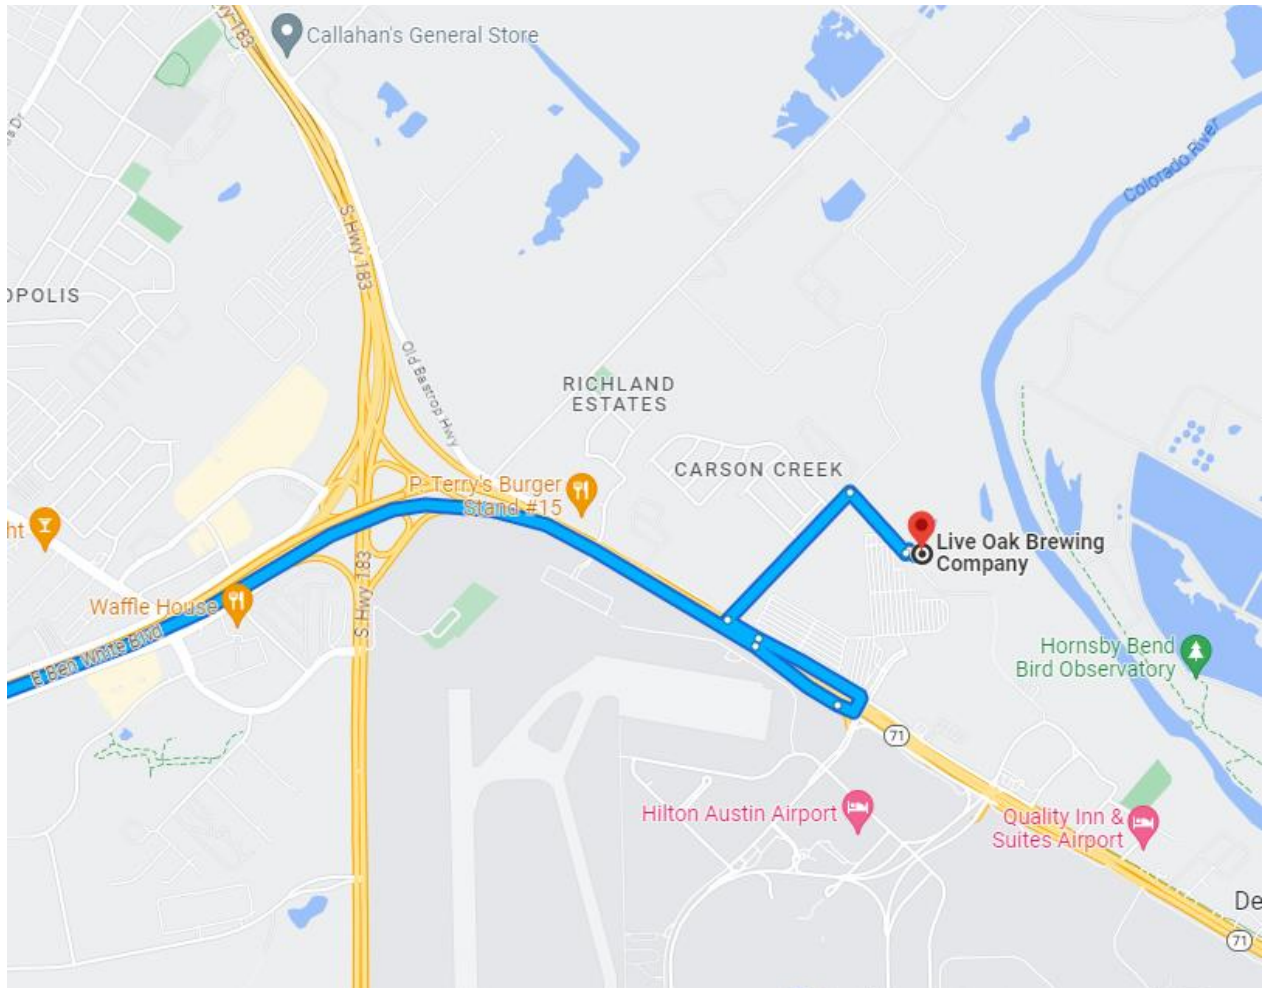 Callahan's General Store
Colorado River
S Hwy 183
OPOLIS
Old Bastrop Hwy
RICHLAND
ESTATES
CARSON CREEK
P. Terry's Burger
Stand #15
ht
Live Oak Brewing
Company
S Hwy 183
Waffle House
E Ben White Blvd
Hornsby Bend
Bird Observatory
71
Hilton Austin Airport
Quality Inn &
Suites Airport
De
71